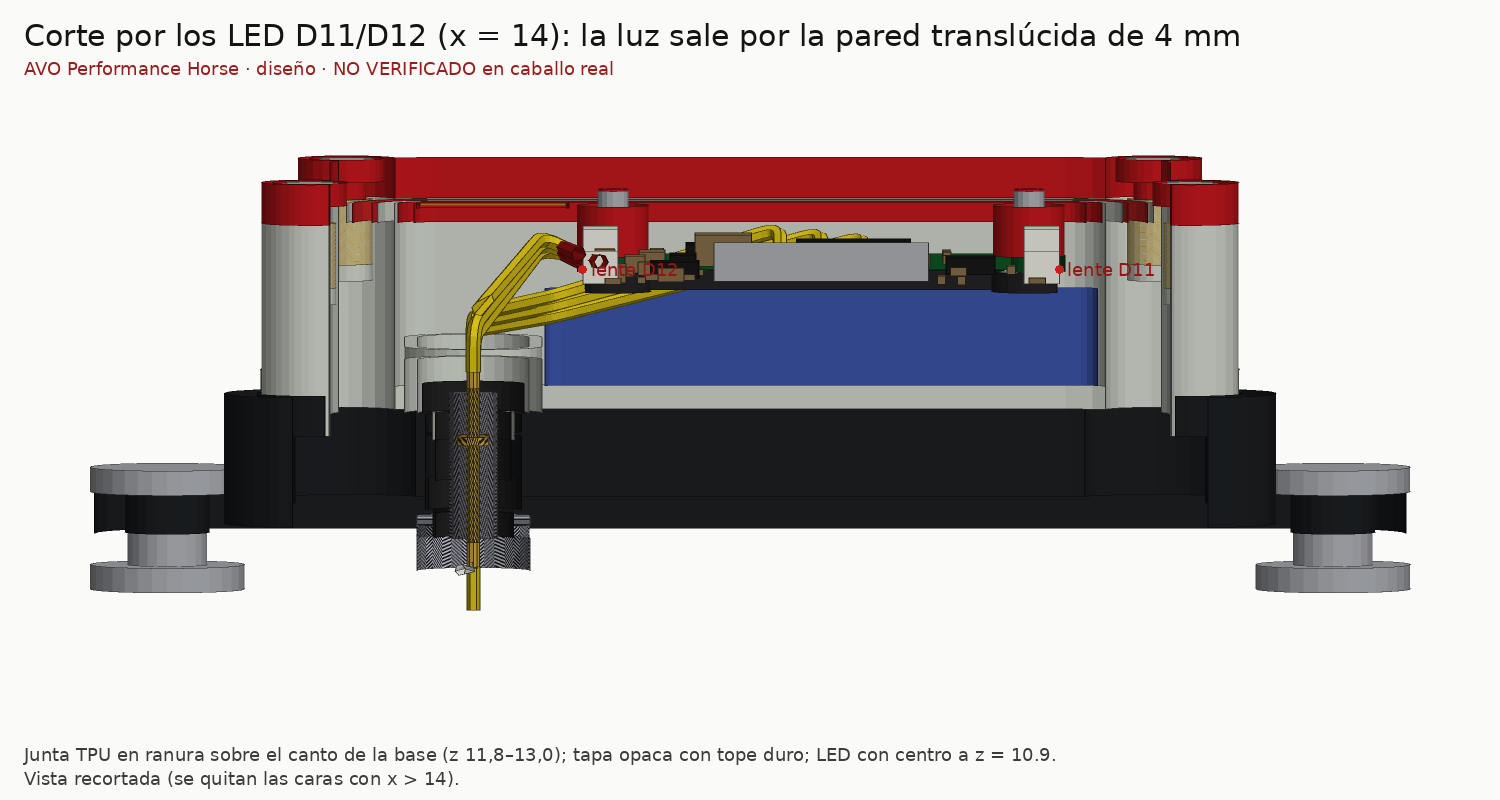 Corte por los LED D11/D12 (x = 14): la luz sale por la pared translúcida de 4 mm
AVO Performance Horse · diseño · NO VERIFICADO en caballo real
lente D12
lente D11
Junta TPU en ranura sobre el canto de la base (z 11,8–13,0); tapa opaca con tope duro; LED con centro a z = 10.9.
Vista recortada (se quitan las caras con x > 14).